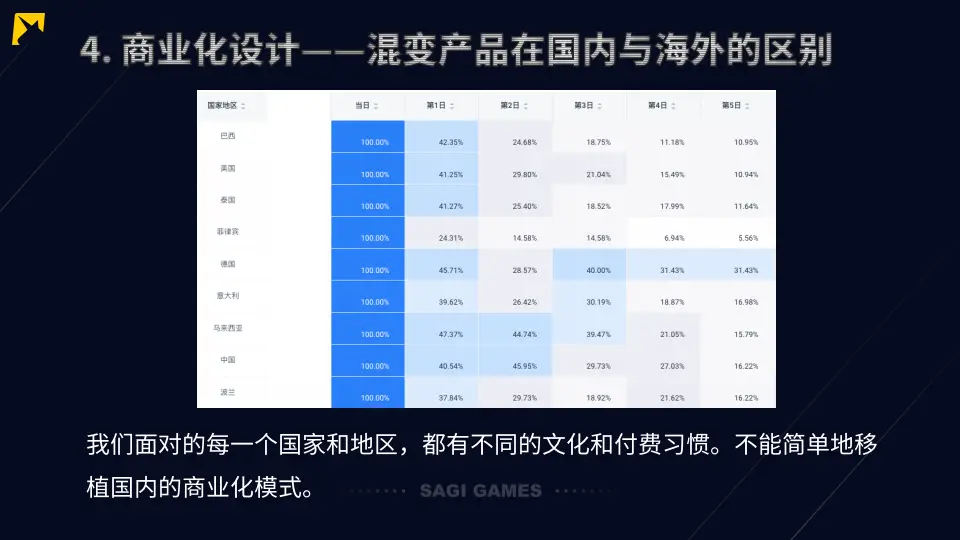 4. 商业化设计——混变产品在国内与海外的区别
国家地区 当日 第1日 第2日 第3日 第4日 第5日
巴西 100.00% 42.35% 24.68% 18.75% 11.18% 10.95%
美国 100.00% 41.25% 29.80% 21.04% 15.49% 10.94%
泰国 100.00% 41.27% 25.40% 18.52% 17.99% 11.64%
菲律宾 100.00% 24.31% 14.58% 14.58% 6.94% 5.56%
德国 100.00% 45.71% 28.57% 40.00% 31.43% 31.43%
意大利 100.00% 39.62% 26.42% 30.19% 18.87% 16.98%
马来西亚 100.00% 47.37% 44.74% 39.47% 21.05% 15.79%
中国 100.00% 40.54% 45.95% 29.73% 27.03% 16.22%
波兰 100.00% 37.84% 29.73% 18.92% 21.62% 16.22%
我们面对的每一个国家和地区，都有不同的文化和付费习惯。不能简单地移
植国内的商业化模式。
SAGI GAMES